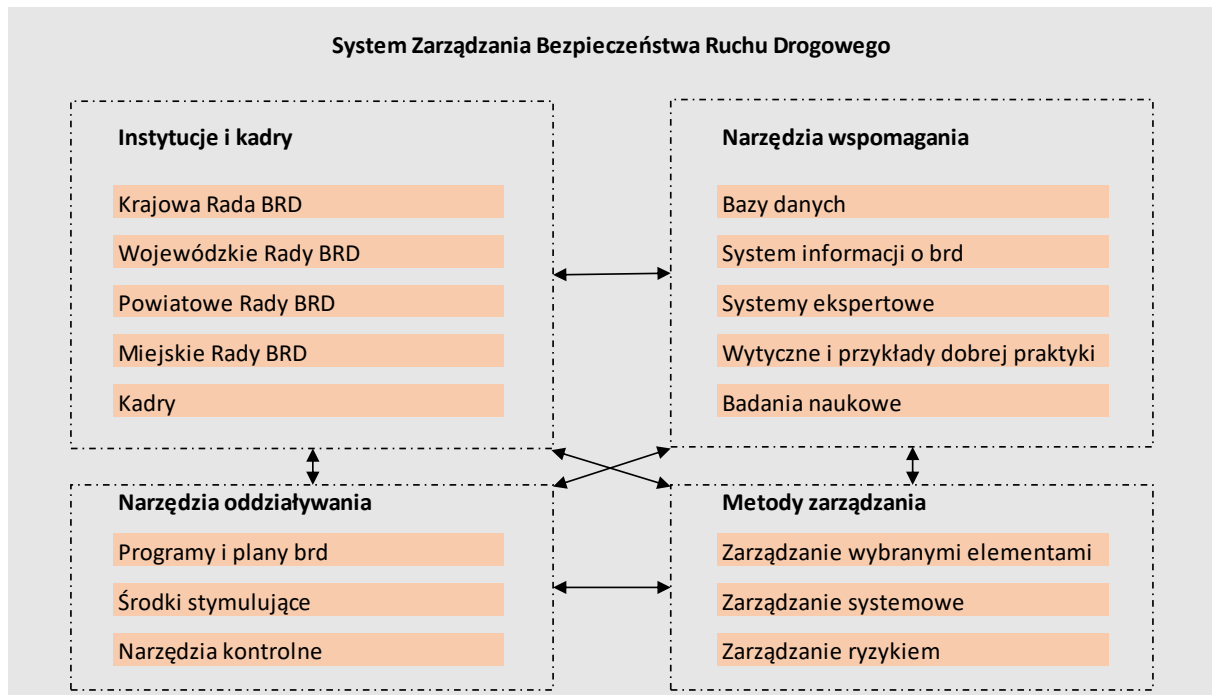 System Zarządzania Bezpieczeństwa Ruchu Drogowego
Instytucje i kadry
Krajowa Rada BRD
Wojewódzkie Rady BRD
Powiatowe Rady BRD
Miejskie Rady BRD
Kadry
Narzędzia wspomagania
Bazy danych
System informacji o brd
Systemy ekspertowe
Wytyczne i przykłady dobrej praktyki
Badania naukowe
Narzędzia oddziaływania
Programy i plany brd
Środki stymulujące
Narzędzia kontrolne
Metody zarządzania
Zarządzanie wybranymi elementami
Zarządzanie systemowe
Zarządzanie ryzykiem